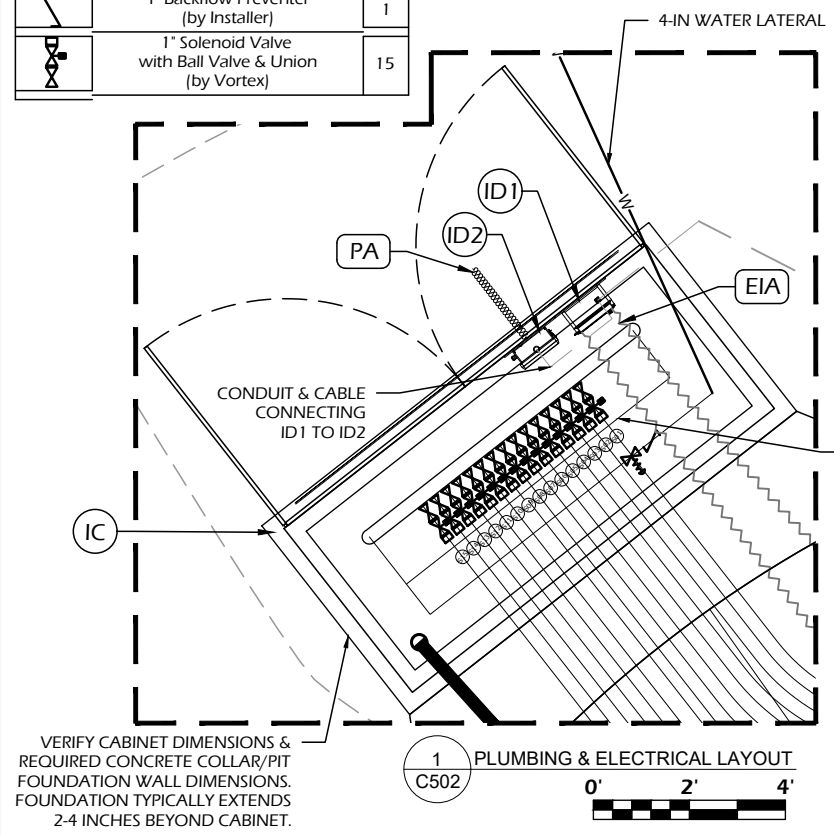 1" Backflow Preventer
(by Installer)
1
1" Solenoid Valve
with Ball Valve & Union
(by Vortex)
15
4-IN WATER LATERAL
W
ID1
ID2
PA
EIA
CONDUIT & CABLE
CONNECTING
ID1 TO ID2
IC
VERIFY CABINET DIMENSIONS &
REQUIRED CONCRETE COLLAR/PIT
FOUNDATION WALL DIMENSIONS.
FOUNDATION TYPICALLY EXTENDS
2-4 INCHES BEYOND CABINET.
1
C502
PLUMBING & ELECTRICAL LAYOUT
0' 2' 4'